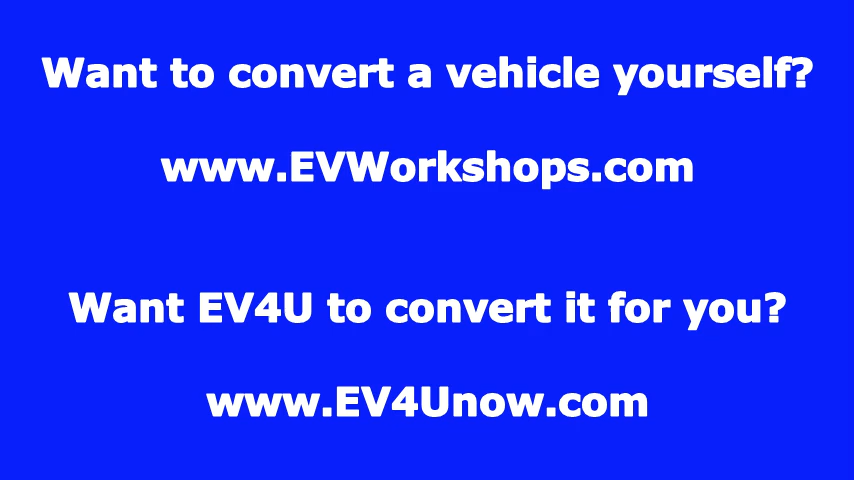 Want to convert a vehicle yourself?
www.EVWorkshops.com
Want EV4U to convert it for you?
www.EV4Unow.com